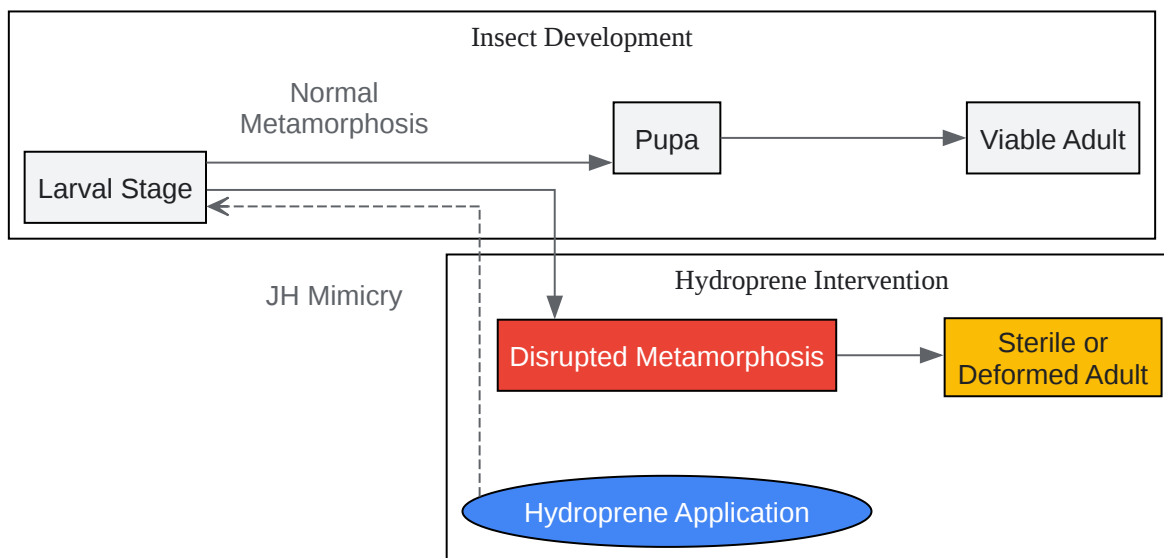 Insect Development
Normal
Metamorphosis
Pupa
Viable Adult
Larval Stage
Hydroprene Intervention
JH Mimicry
Disrupted Metamorphosis
Sterile or
Deformed Adult
Hydroprene Application